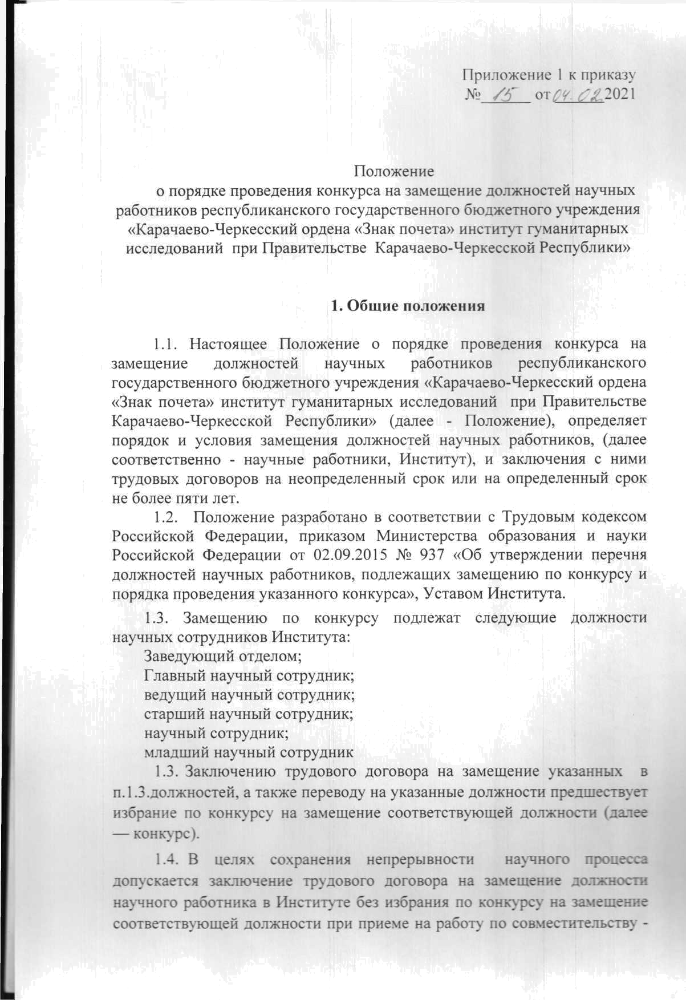 Приложение 1 к приказу
№ 15 от 04.02.2021
Положение
о порядке проведения конкурса на замещение должностей научных
работников республиканского государственного бюджетного учреждения
«Карачаево-Черкесский ордена «Знак почета» институт гуманитарных
исследований при Правительстве Карачаево-Черкесской Республики»
1. Общие положения
1.1. Настоящее Положение о порядке проведения конкурса на
замещение должностей научных работников республиканского
государственного бюджетного учреждения «Карачаево-Черкесский ордена
«Знак почета» институт гуманитарных исследований при Правительстве
Карачаево-Черкесской Республики» (далее - Положение), определяет
порядок и условия замещения должностей научных работников, (далее
соответственно - научные работники, Институт), и заключения с ними
трудовых договоров на неопределенный срок или на определенный срок
не более пяти лет.
1.2. Положение разработано в соответствии с Трудовым кодексом
Российской Федерации, приказом Министерства образования и науки
Российской Федерации от 02.09.2015 № 937 «Об утверждении перечня
должностей научных работников, подлежащих замещению по конкурсу и
порядка проведения указанного конкурса», Уставом Института.
1.3. Замещению по конкурсу подлежат следующие должности
научных сотрудников Института:
Заведующий отделом;
Главный научный сотрудник;
ведущий научный сотрудник;
старший научный сотрудник;
научный сотрудник;
младший научный сотрудник
1.3. Заключению трудового договора на замещение указанных в
п.1.3.должностей, а также переводу на указанные должности предшествует
избрание по конкурсу на замещение соответствующей должности (далее
— конкурс).
1.4. В целях сохранения непрерывности научного процесса
допускается заключение трудового договора на замещение должности
научного работника в Институте без избрания по конкурсу на замещение
соответствующей должности при приеме на работу по совместительству -